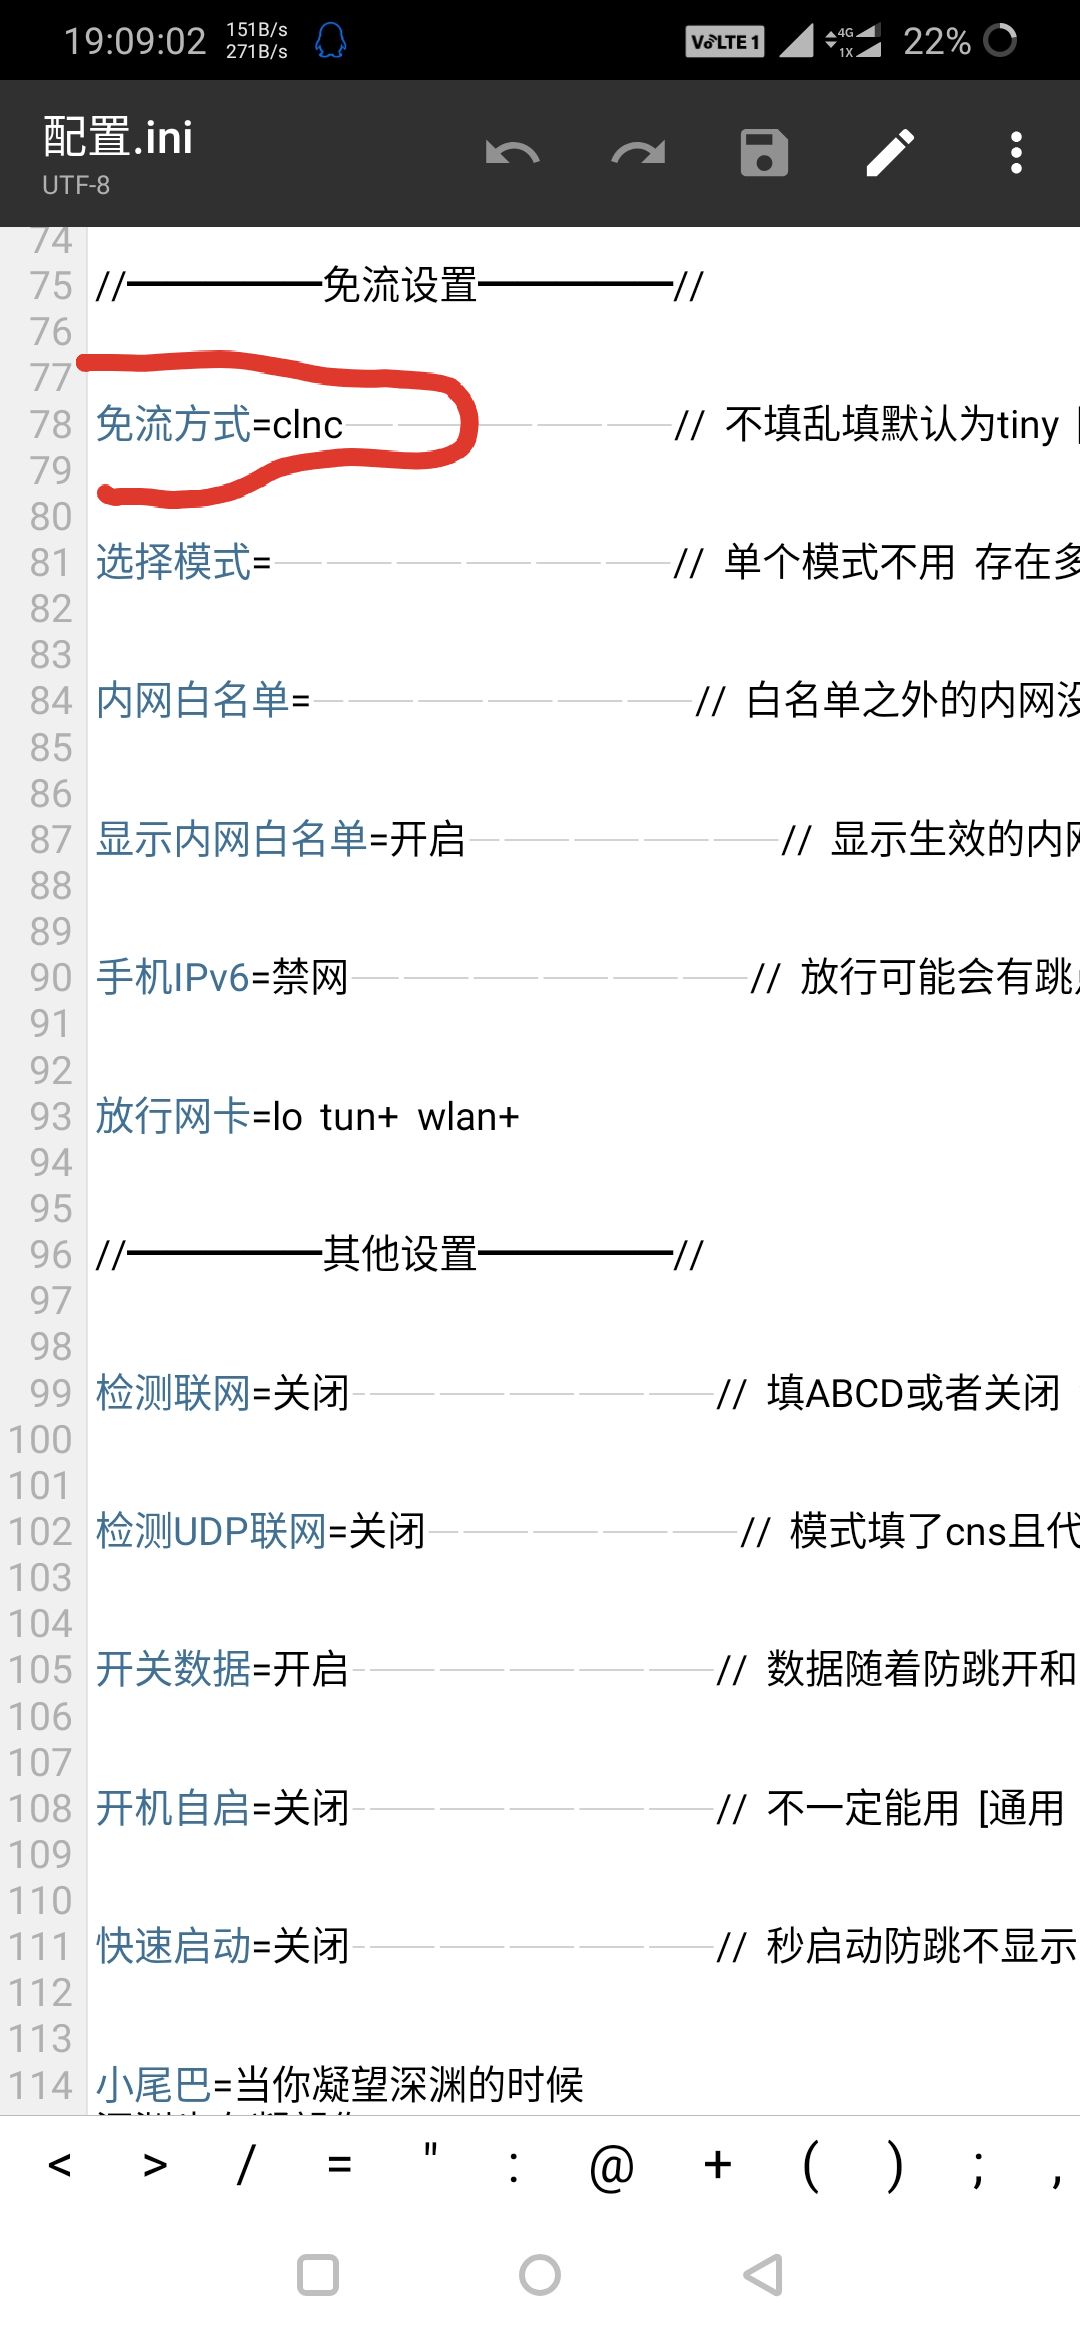 19:09:02 151B/s 271B/s VoLTE 1 4G 1X 22%
配置.ini
UTF-8
74
75 //━━━━━免流设置━━━━━//
76
77
78 免流方式=clnc— — — — — // 不填乱填默认为tiny
79
80
81 选择模式=— — — — — — // 单个模式不用 存在多
82
83
84 内网白名单=— — — — — // 白名单之外的内网没
85
86
87 显示内网白名单=开启— — — — // 显示生效的内网
88
89
90 手机IPv6=禁网— — — — — // 放行可能会有跳
91
92
93 放行网卡=lo tun+ wlan+
94
95
96 //━━━━━其他设置━━━━━//
97
98
99 检测联网=关闭— — — — — // 填ABCD或者关闭
100
101
102 检测UDP联网=关闭— — — — // 模式填了cns且代
103
104
105 开关数据=开启— — — — — // 数据随着防跳开和
106
107
108 开机自启=关闭— — — — — // 不一定能用 [通用
109
110
111 快速启动=关闭— — — — — // 秒启动防跳不显示
112
113
114 小尾巴=当你凝望深渊的时候
< > / = " : @ + ( ) ; ,